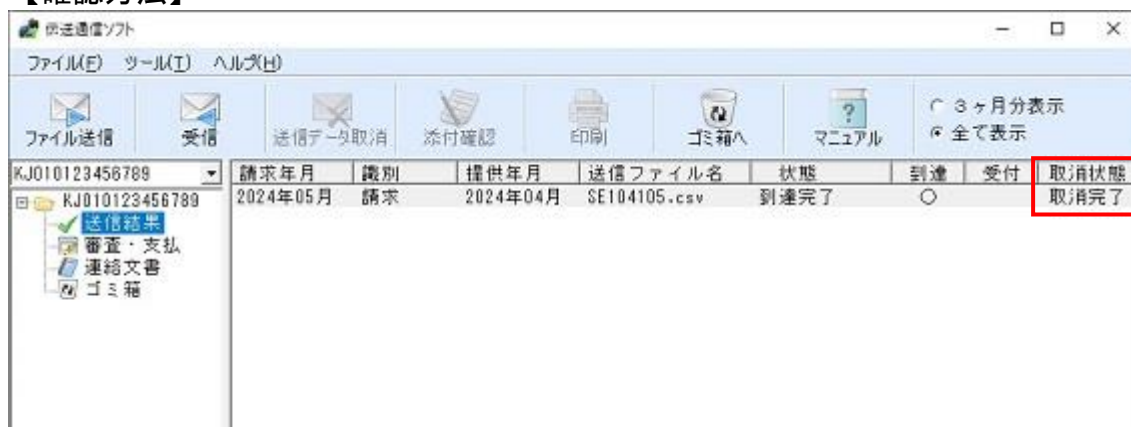 【確認方法】
伝送通信ソフト
ファイル(F) ツール(T) ヘルプ(H)
ファイル送信 受信 送信データ取消 添付確認 印刷 ゴミ箱へ マニュアル
3ヶ月分表示
全て表示
KJ0101234567​89
KJ010123456789
送信結果
審査・支払
連絡文書
ゴミ箱
請求年月 識別 提供年月 送信ファイル名 状態 到達 受付 取消状態
2024年05月 請求 2024年04月 SE104105.csv 到達完了 ○ 取消完了